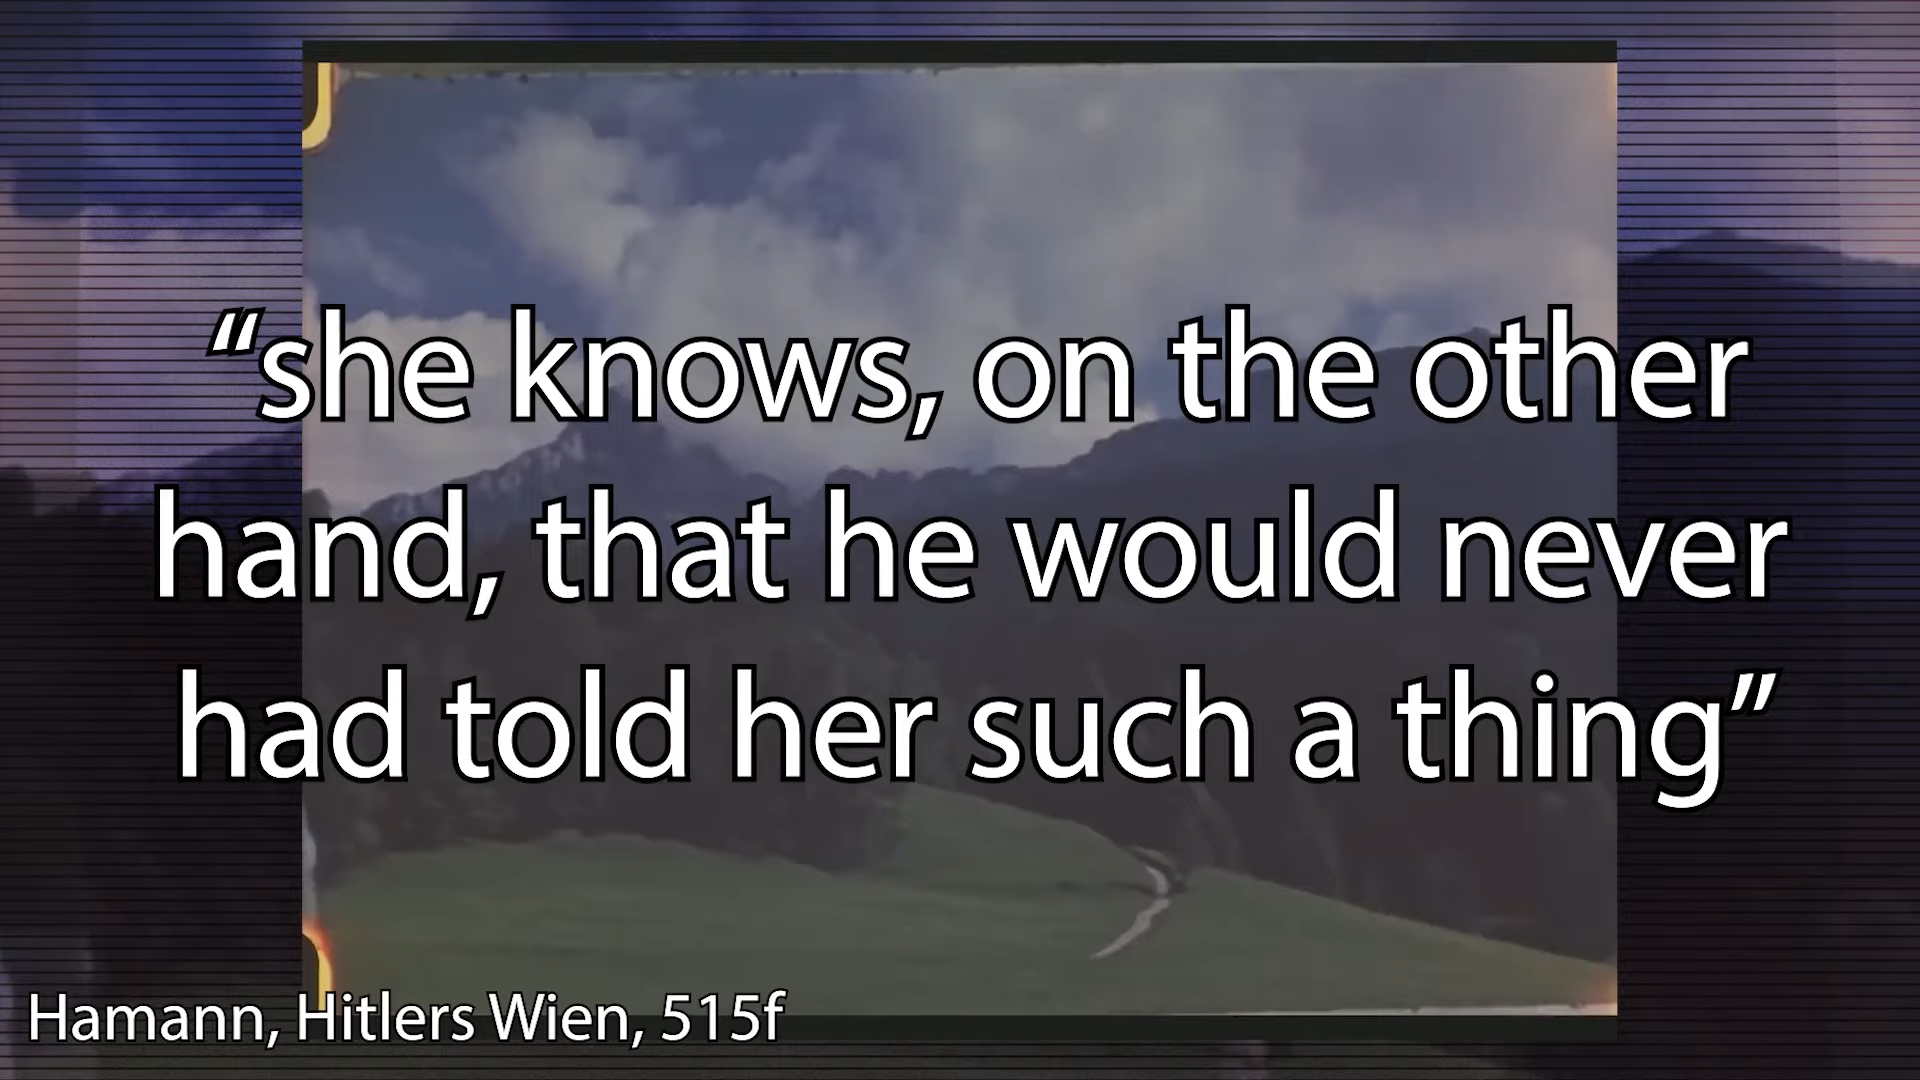 “she knows, on the other
hand, that he would never
had told her such a thing”
Hamann, Hitlers Wien, 515f